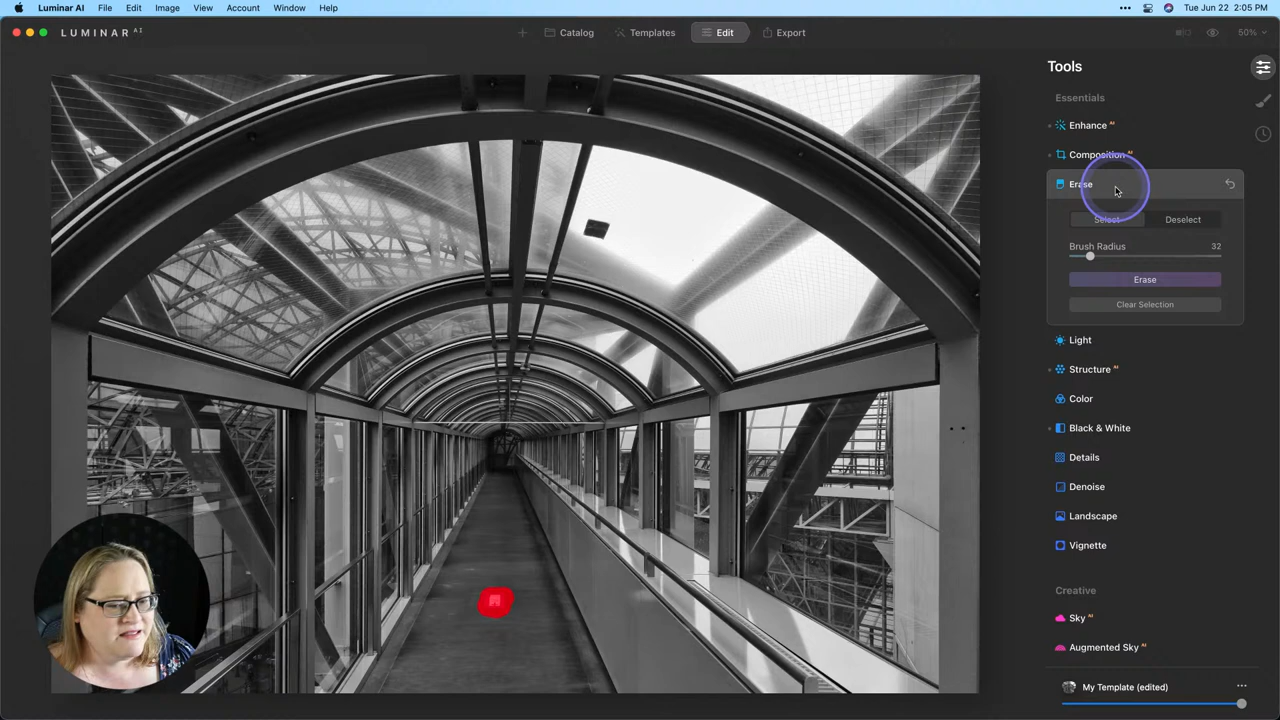 Luminar AI File Edit Image View Account Window Help Tue Jun 22 2:05 PM
LUMINAR AI Catalog Templates Edit Export 50%
Tools
Essentials
Enhance AI
Composition AI
Erase
Select Deselect
Brush Radius 32
Erase
Clear Selection
Light
Structure AI
Color
Black & White
Details
Denoise
Landscape
Vignette
Creative
Sky AI
Augmented Sky AI
My Template (edited)